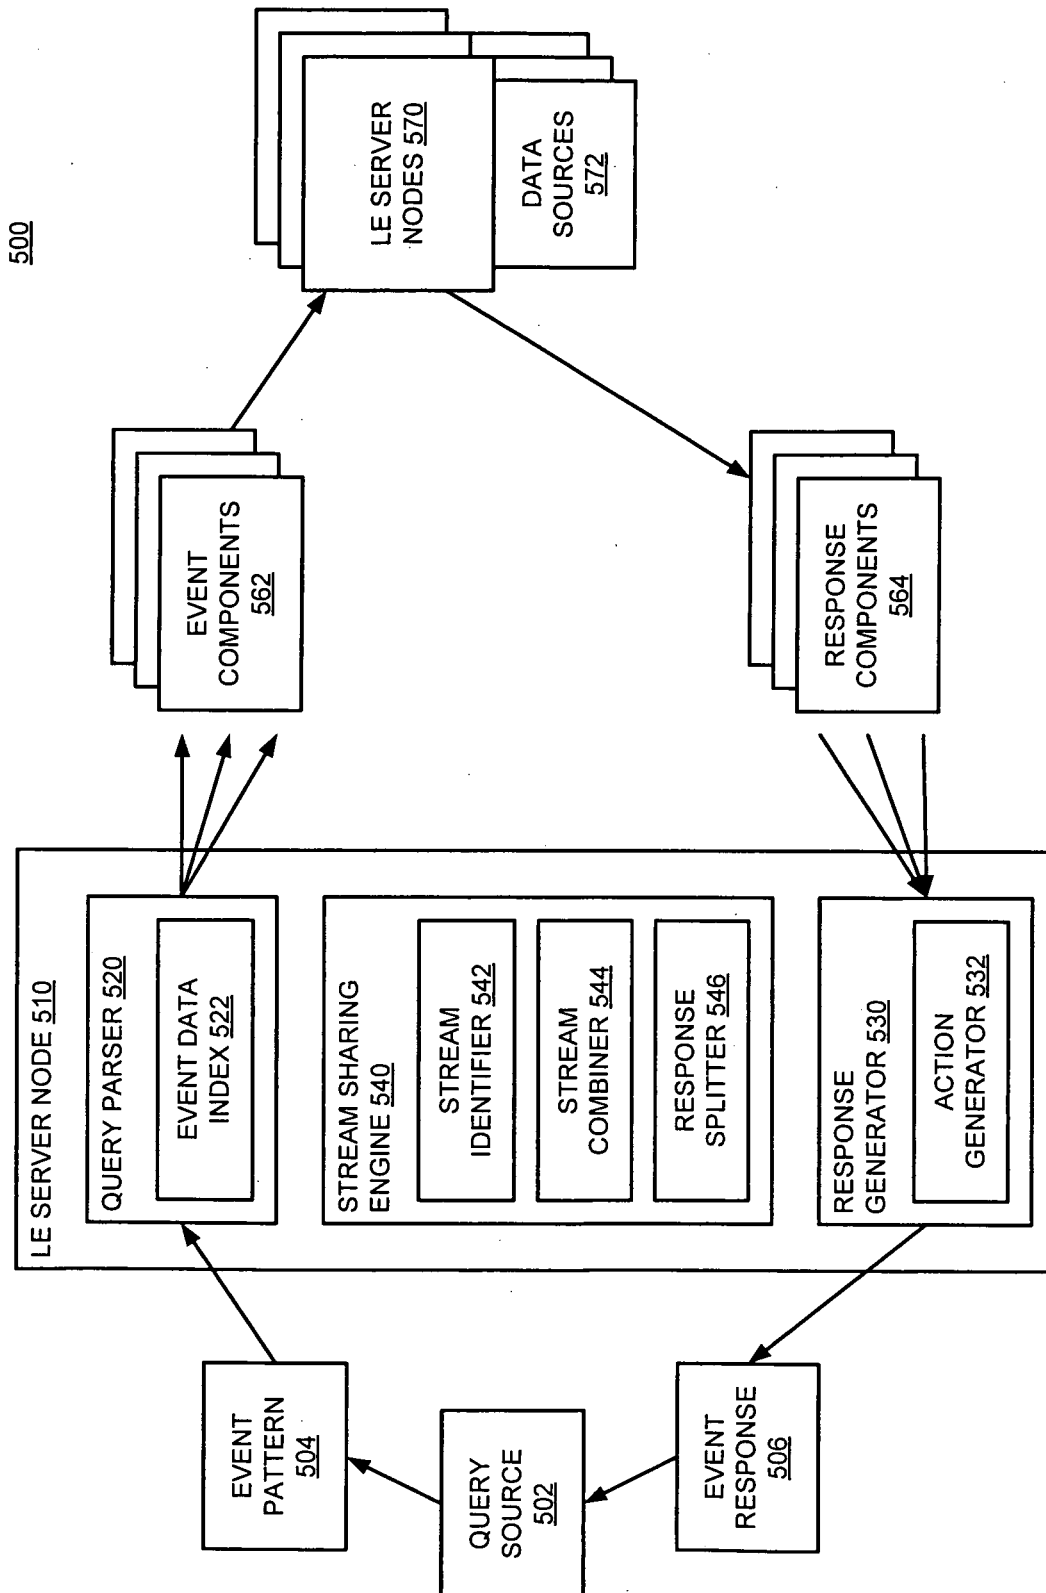 500
LE SERVER NODE 510
QUERY PARSER 520
EVENT DATA
INDEX 522
STREAM SHARING
ENGINE 540
STREAM
IDENTIFIER 542
STREAM
COMBINER 544
RESPONSE
SPLITTER 546
RESPONSE
GENERATOR 530
ACTION
GENERATOR 532
EVENT
PATTERN
504
QUERY
SOURCE
502
EVENT
RESPONSE
506
EVENT
COMPONENTS
562
RESPONSE
COMPONENTS
564
LE SERVER
NODES 570
DATA
SOURCES
572